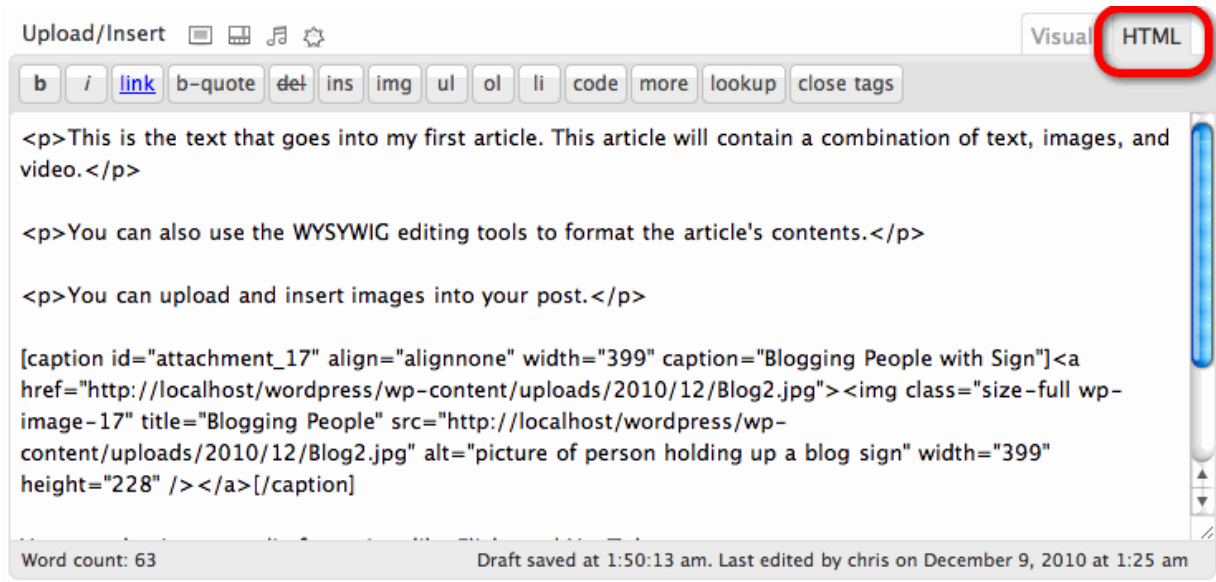 Upload/Insert
Visual HTML
b i link b-quote del ins img ul ol li code more lookup close tags
<p>This is the text that goes into my first article. This article will contain a combination of text, images, and
video.</p>
<p>You can also use the WYSYWIG editing tools to format the article's contents.</p>
<p>You can upload and insert images into your post.</p>
[caption id="attachment_17" align="alignnone" width="399" caption="Blogging People with Sign"]<a
href="http://localhost/wordpress/wp-content/uploads/2010/12/Blog2.jpg"><img class="size-full wp-
image-17" title="Blogging People" src="http://localhost/wordpress/wp-
content/uploads/2010/12/Blog2.jpg" alt="picture of person holding up a blog sign" width="399"
height="228" /></a>[/caption]
Word count: 63
Draft saved at 1:50:13 am. Last edited by chris on December 9, 2010 at 1:25 am